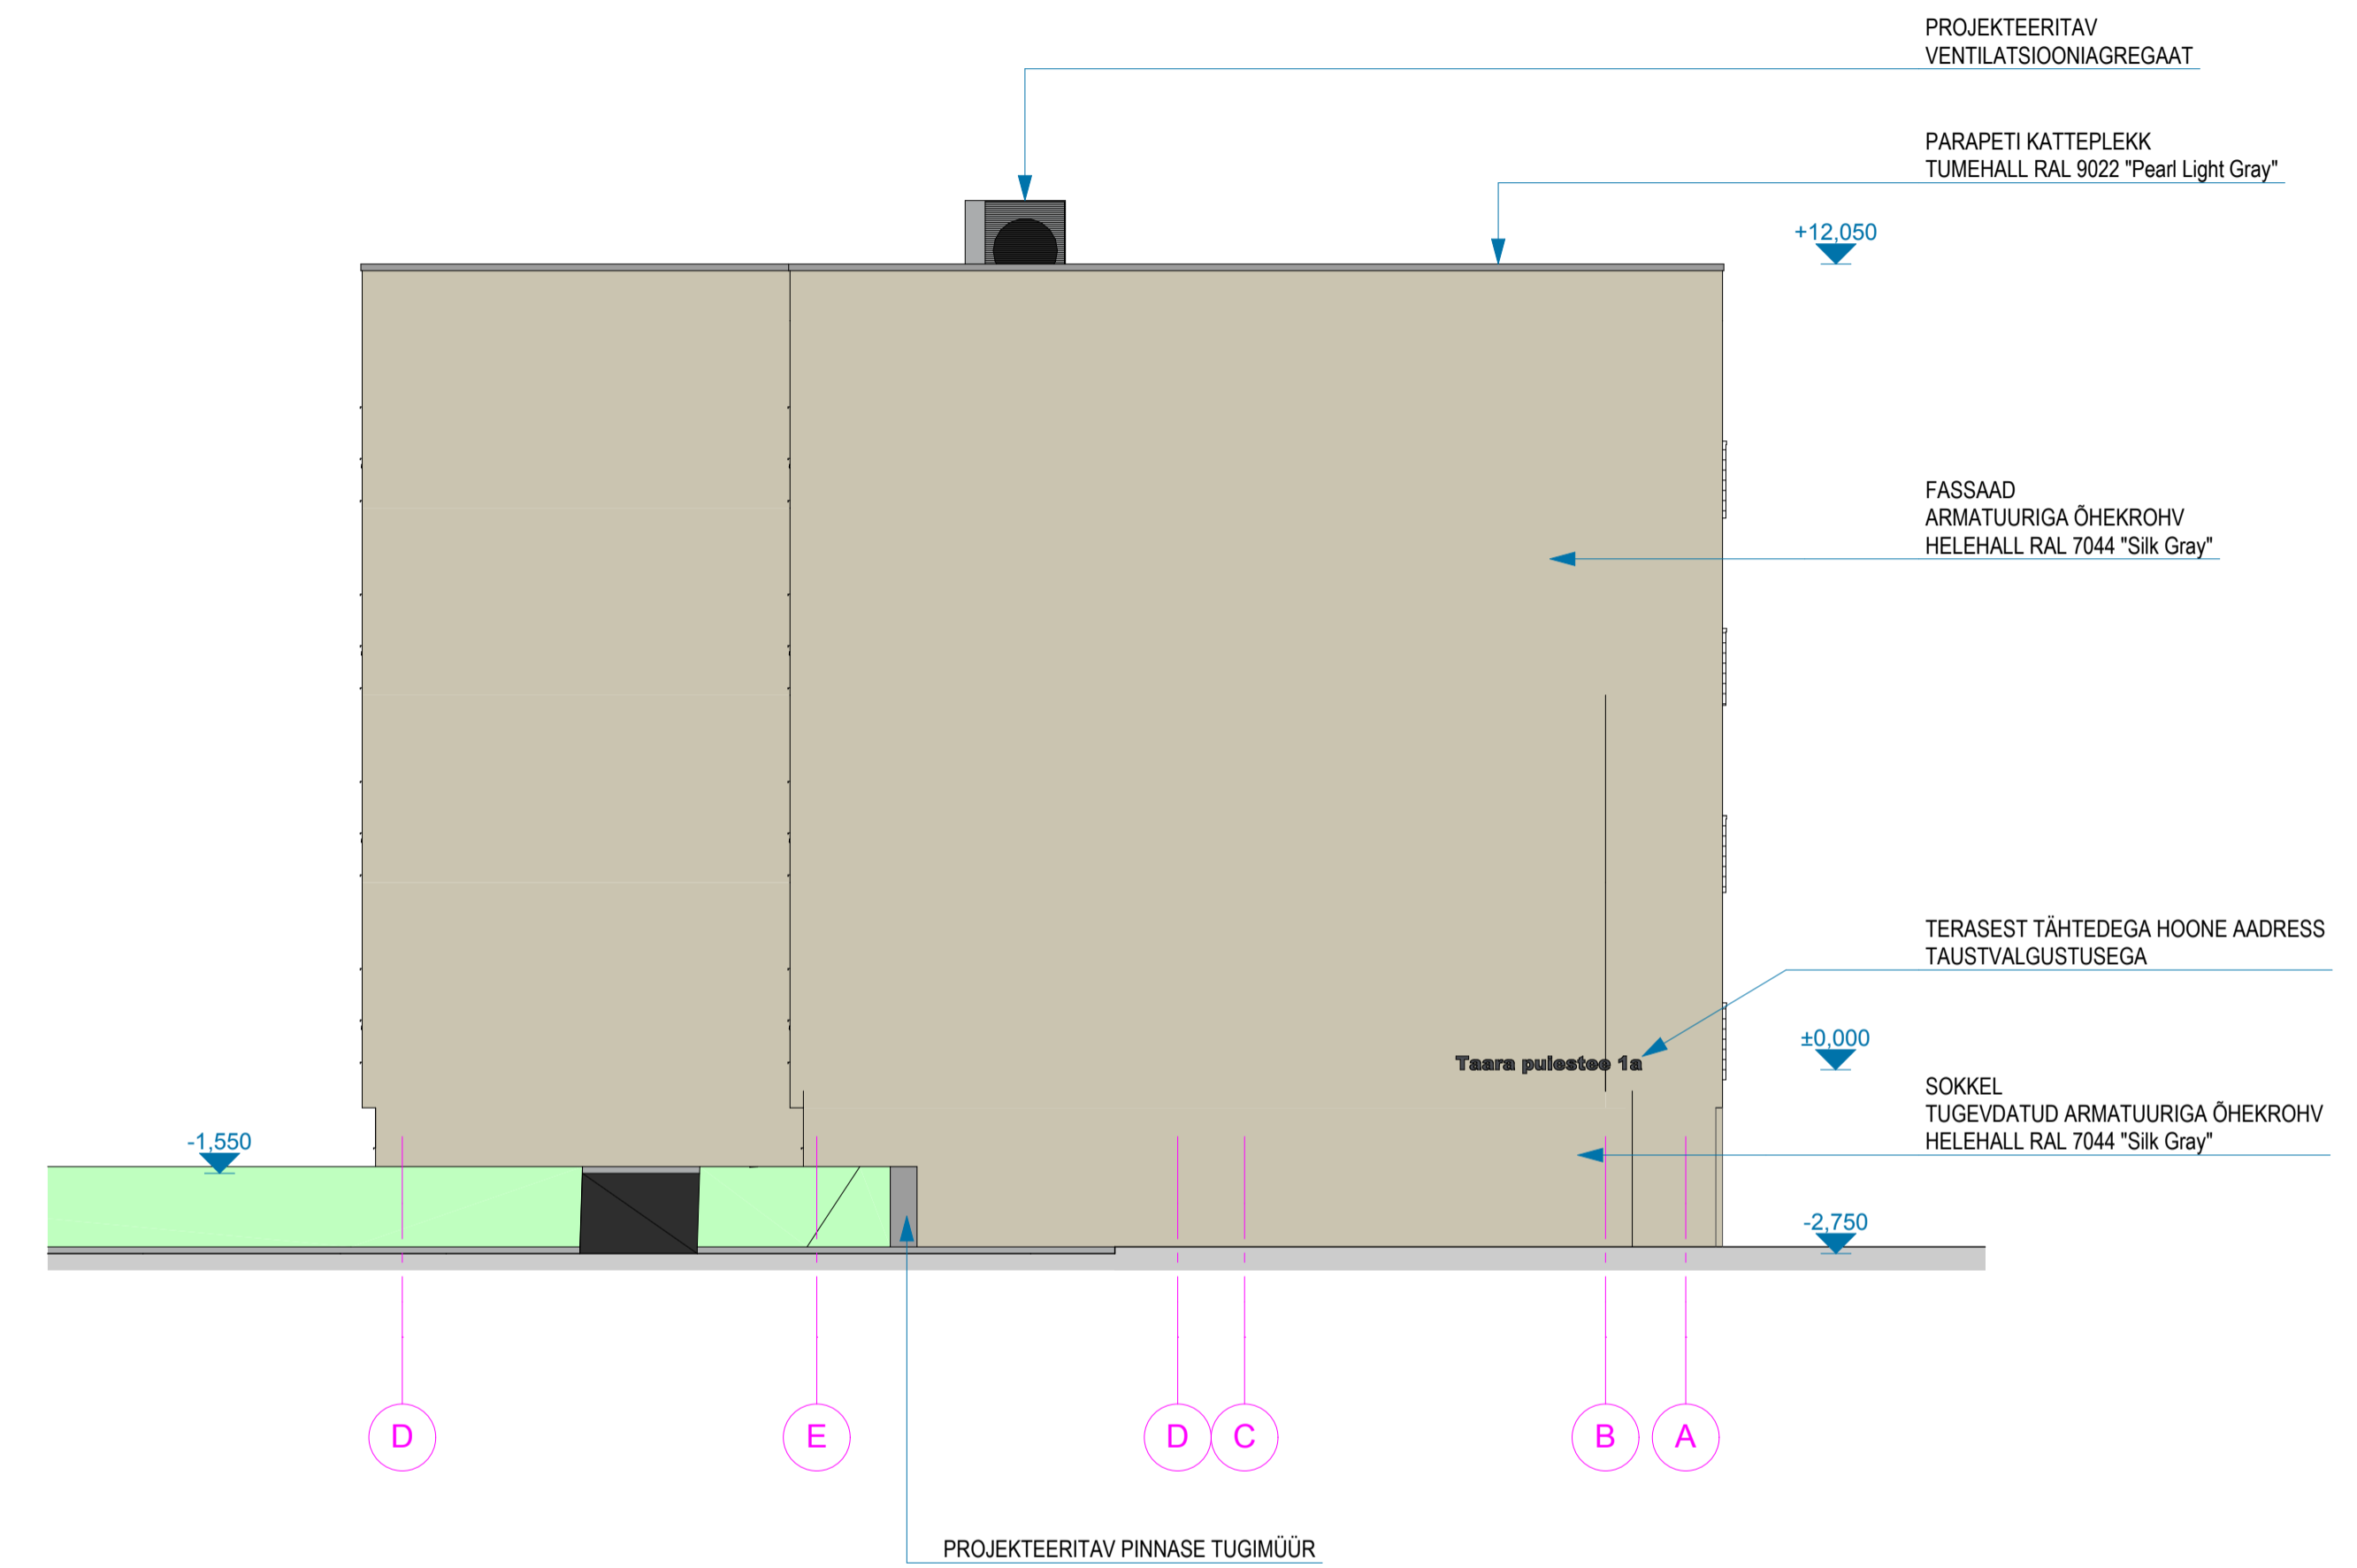 PROJEKTEERITAV
VENTILATSIOONIAGREGAAT
PARAPETI KATTEPLEKK
TUMEHALL RAL 9022 "Pearl Light Gray"
+12,050
FASSAAD
ARMATUURIGA ÕHEKROHV
HELEHALL RAL 7044 "Silk Gray"
TERASEST TÄHTEDEGA HOONE AADRESS
TAUSTVALGUSTUSEGA
±0,000
Taara puiestee 1a
SOKKEL
TUGEVDATUD ARMATUURIGA ÕHEKROHV
HELEHALL RAL 7044 "Silk Gray"
-1,550
-2,750
D E D C B A
PROJEKTEERITAV PINNASE TUGIMÜÜR